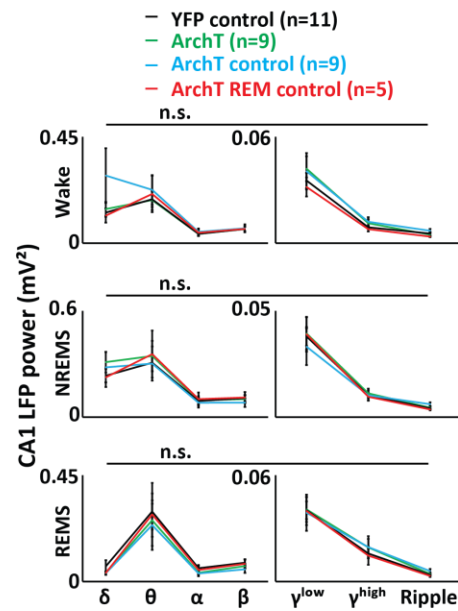 YFP control (n=11)
ArchT (n=9)
ArchT control (n=9)
ArchT REM control (n=5)
n.s.
0.45
0.06
Wake
0
n.s.
0.6
0.05
NREMS
0
CA1 LFP power (mV²)
n.s.
0.45
0.06
REMS
0
δ θ α β γlow γhigh Ripple